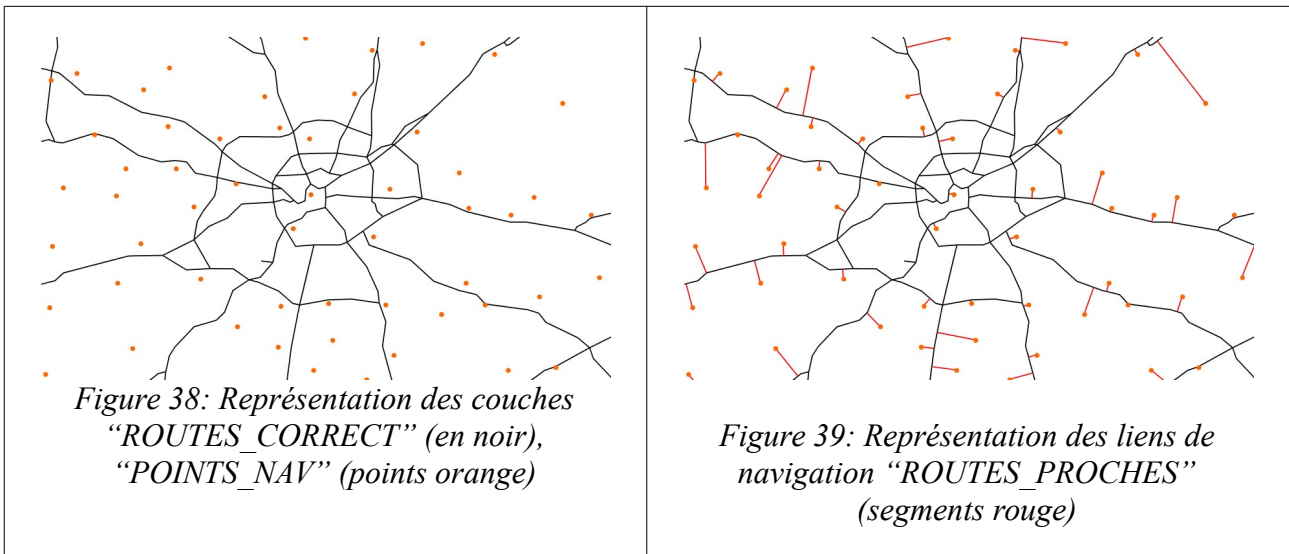 Figure 38: Représentation des couches
“ROUTES_CORRECT” (en noir),
“POINTS_NAV” (points orange)
Figure 39: Représentation des liens de
navigation “ROUTES_PROCHES”
(segments rouge)